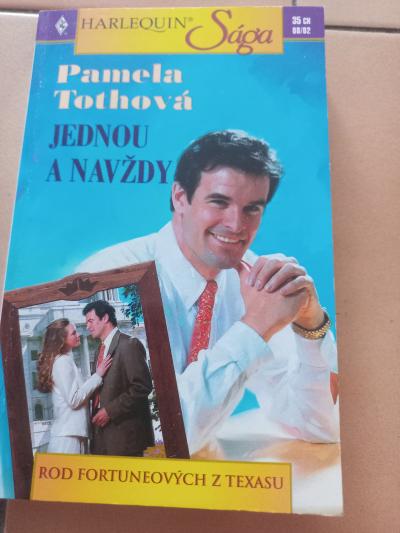 HARLEQUIN®
Sága
35 CH
08/02
Pamela
Tothová
JEDNOU
A NAVŽDY
ROD FORTUNEOVÝCH Z TEXASU